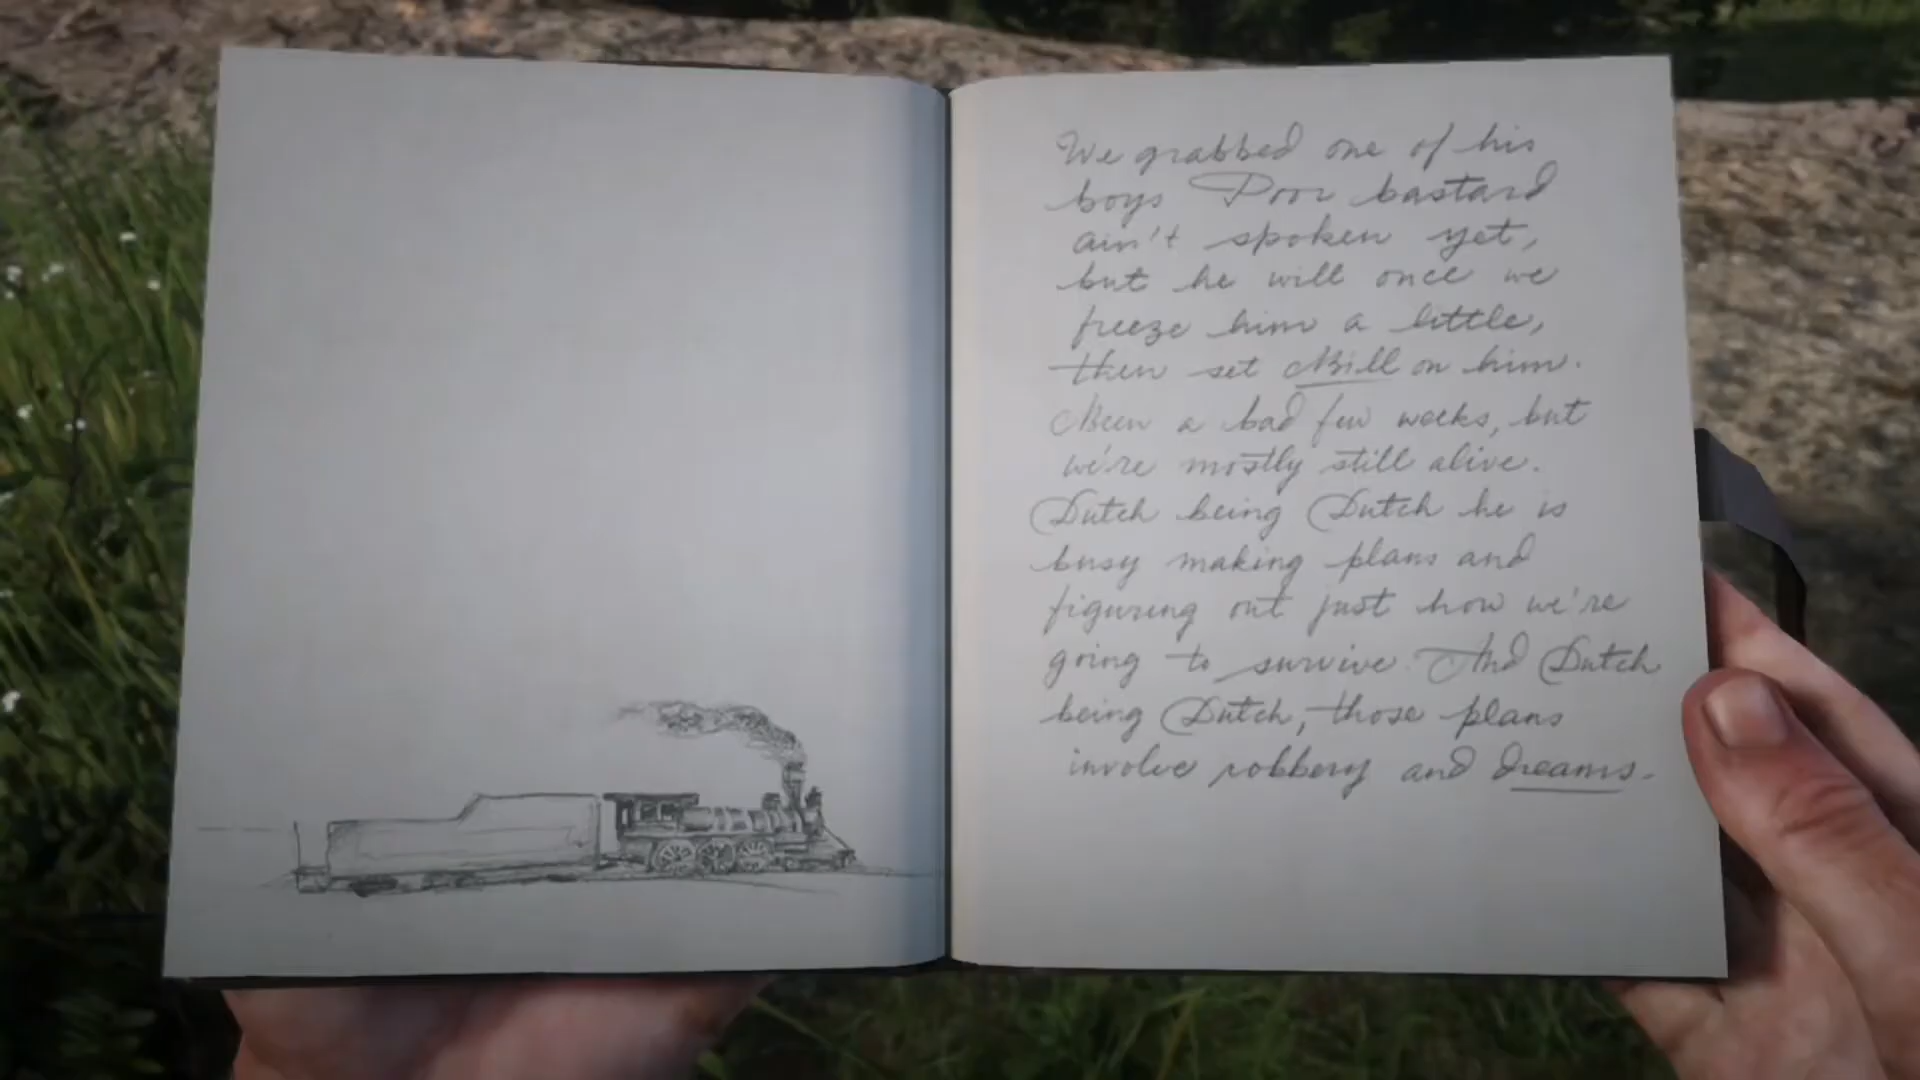 We grabbed one of his
boys Poor bastard
ain't spoken yet,
but he will once we
freeze him a little,
then set Bill on him.
Been a bad few weeks, but
we're mostly still alive.
Dutch being Dutch he is
busy making plans and
figuring out just how we're
going to survive. And Dutch
being Dutch, those plans
involve robbery and dreams.